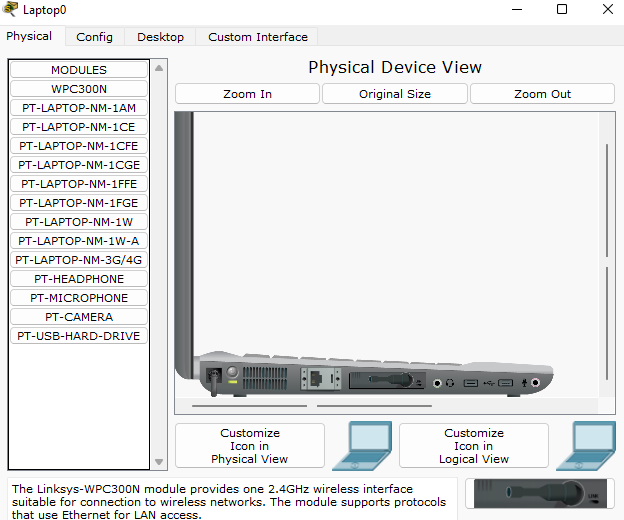 Laptop0
Physical
Config
Desktop
Custom Interface
MODULES
WPC300N
PT-LAPTOP-NM-1AM
PT-LAPTOP-NM-1CE
PT-LAPTOP-NM-1CFE
PT-LAPTOP-NM-1CGE
PT-LAPTOP-NM-1FFE
PT-LAPTOP-NM-1FGE
PT-LAPTOP-NM-1W
PT-LAPTOP-NM-1W-A
PT-LAPTOP-NM-3G/4G
PT-HEADPHONE
PT-MICROPHONE
PT-CAMERA
PT-USB-HARD-DRIVE
Physical Device View
Zoom In
Original Size
Zoom Out
Customize
Icon in
Physical View
Customize
Icon in
Logical View
The Linksys-WPC300N module provides one 2.4GHz wireless interface
suitable for connection to wireless networks. The module supports protocols
that use Ethernet for LAN access.